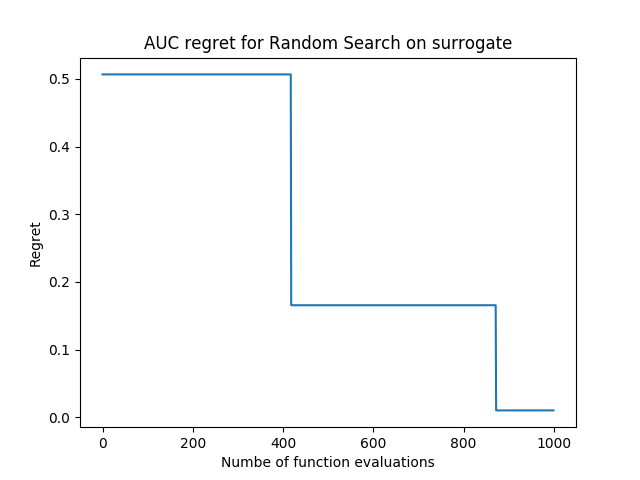 AUC regret for Random Search on surrogate
0.5
0.4
0.3
0.2
0.1
0.0
Regret
0 200 400 600 800 1000
Numbe of function evaluations